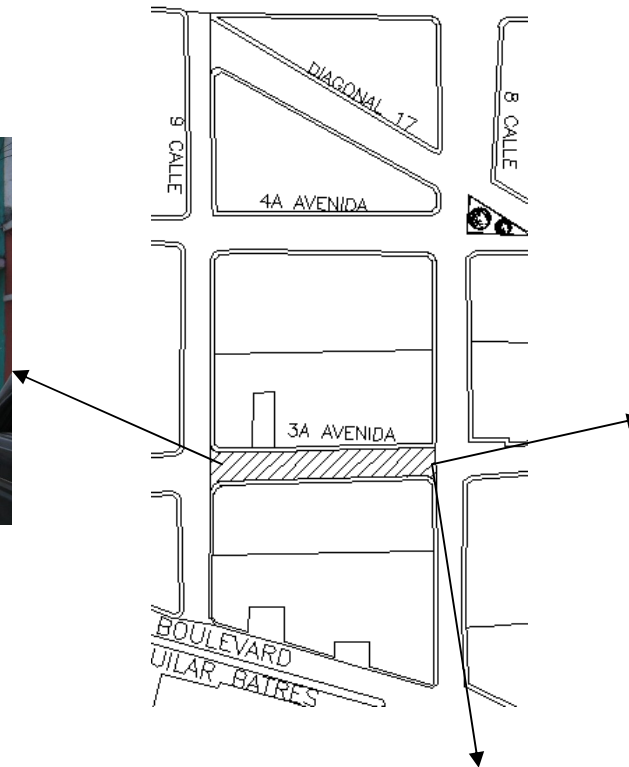 DIAGONAL 17
9 CALLE
8 CALLE
4A AVENIDA
3A AVENIDA
BOULEVARD
UILAR BATRES